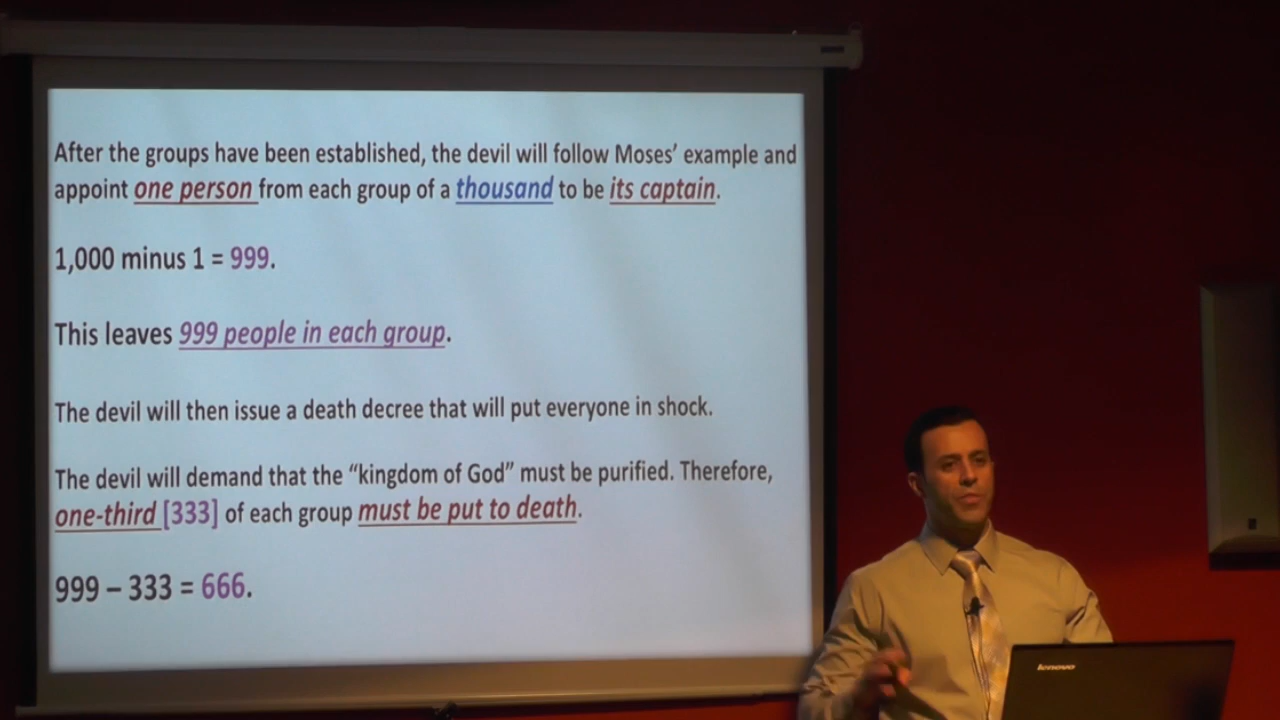 After the groups have been established, the devil will follow Moses’ example and
appoint one person from each group of a thousand to be its captain.
1,000 minus 1 = 999.
This leaves 999 people in each group.
The devil will then issue a death decree that will put everyone in shock.
The devil will demand that the “kingdom of God” must be purified. Therefore,
one-third [333] of each group must be put to death.
999 – 333 = 666.
lenovo